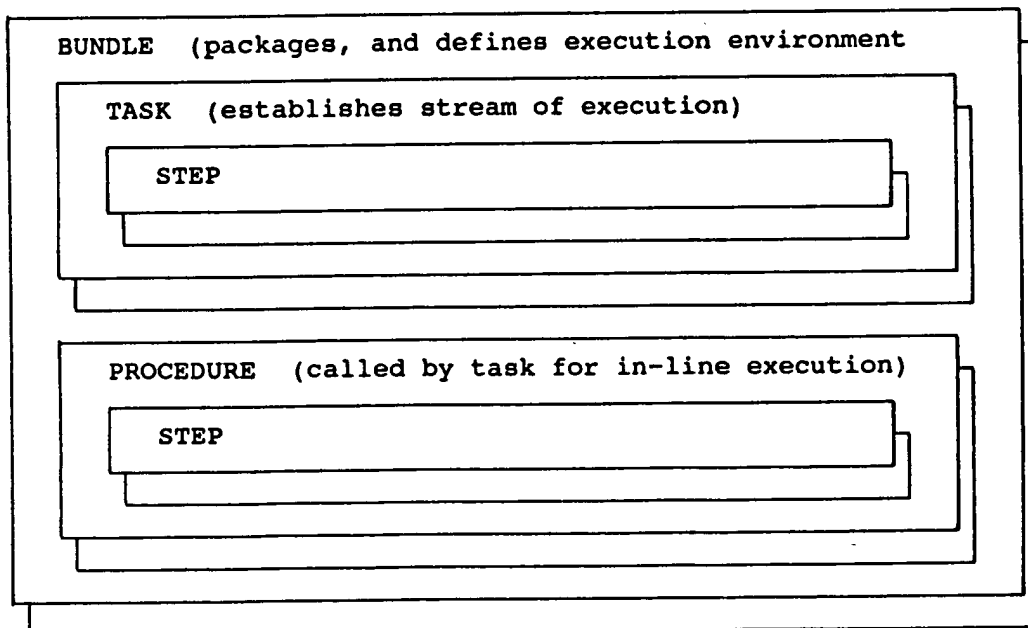 BUNDLE (packages, and defines execution environment
TASK (establishes stream of execution)
STEP
PROCEDURE (called by task for in-line execution)
STEP